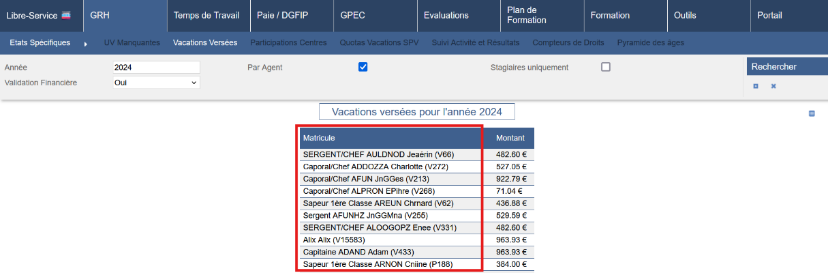 Libre-Service GRH Temps de Travail Paie / DGFIP GPEC Evaluations Plan de Formation Formation Outils Portail
Etats Spécifiques UV Manquantes Vacations Versées Participations Centres Quotas Vacations SPV Suivi Activité et Résultats Compteurs de Droits Pyramide des âges
Année 2024 Par Agent Stagiaires uniquement Rechercher
Validation Financière Oui
Vacations versées pour l'année 2024
Matricule Montant
SERGENT/CHEF AULDNOD Jeaêrin (V66) 482.60 €
Caporal/Chef ADDOZZA Charlotte (V272) 527.05 €
Caporal/Chef AFUN JnGGes (V213) 922.79 €
Caporal/Chef ALPRON EPihre (V268) 71.04 €
Sapeur 1ère Classe AREUN Chrnard (V62) 436.88 €
Sergent AFUNHZ JnGGMna (V255) 529.59 €
SERGENT/CHEF ALOOGOPZ Enee (V331) 482.60 €
Alix Alix (V15583) 963.93 €
Capitaine ADAND Adam (V433) 963.93 €
Sapeur 1ère Classe ARNON Cniine (P188) 384.00 €